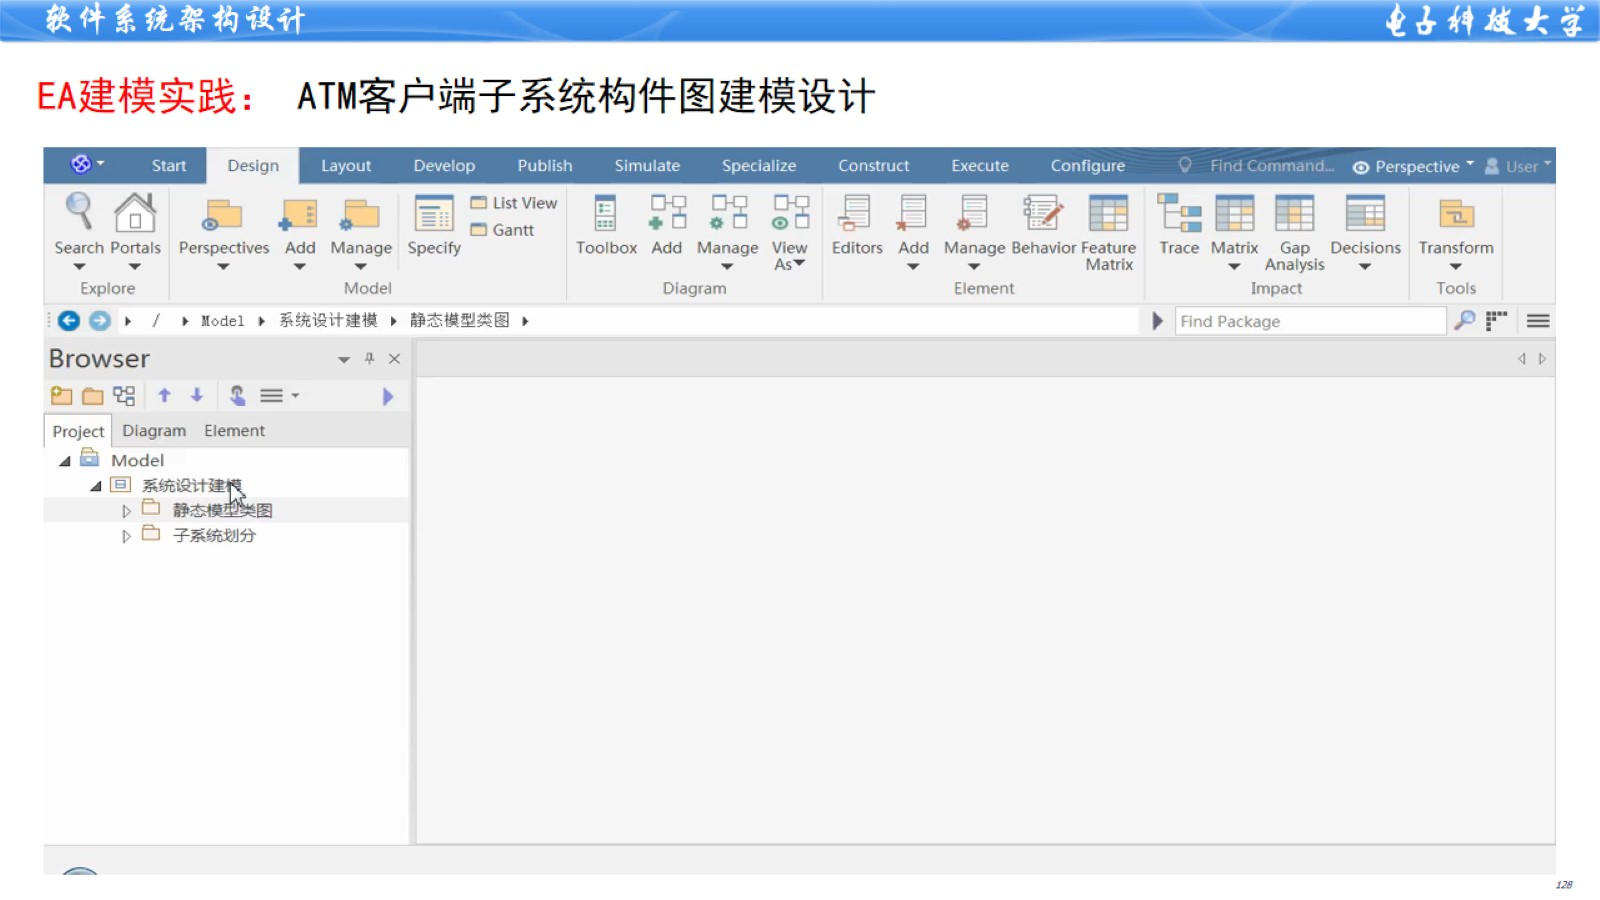 软件系统架构设计
电子科技大学
EA建模实践： ATM客户端子系统构件图建模设计
Start Design Layout Develop Publish Simulate Specialize Construct Execute Configure Find Command... Perspective User
Search Portals Perspectives Add Manage Specify List View Gantt Toolbox Add Manage View As Editors Add Manage Behavior Feature Matrix Trace Matrix Gap Analysis Decisions Transform
Explore Model Diagram Element Impact Tools
/ Model 系统设计建模 静态模型类图 Find Package
Browser
Project Diagram Element
Model
系统设计建模
静态模型类图
子系统划分
128